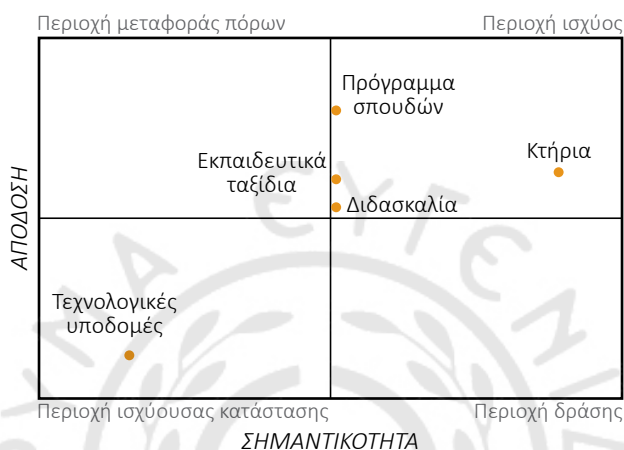 Περιοχή μεταφοράς πόρων
Περιοχή ισχύος
Πρόγραμμα
σπουδών
Εκπαιδευτικά
ταξίδια
Κτήρια
Διδασκαλία
ΑΠΟΔΟΣΗ
Τεχνολογικές
υποδομές
Περιοχή ισχύουσας κατάστασης
Περιοχή δράσης
ΣΗΜΑΝΤΙΚΟΤΗΤΑ